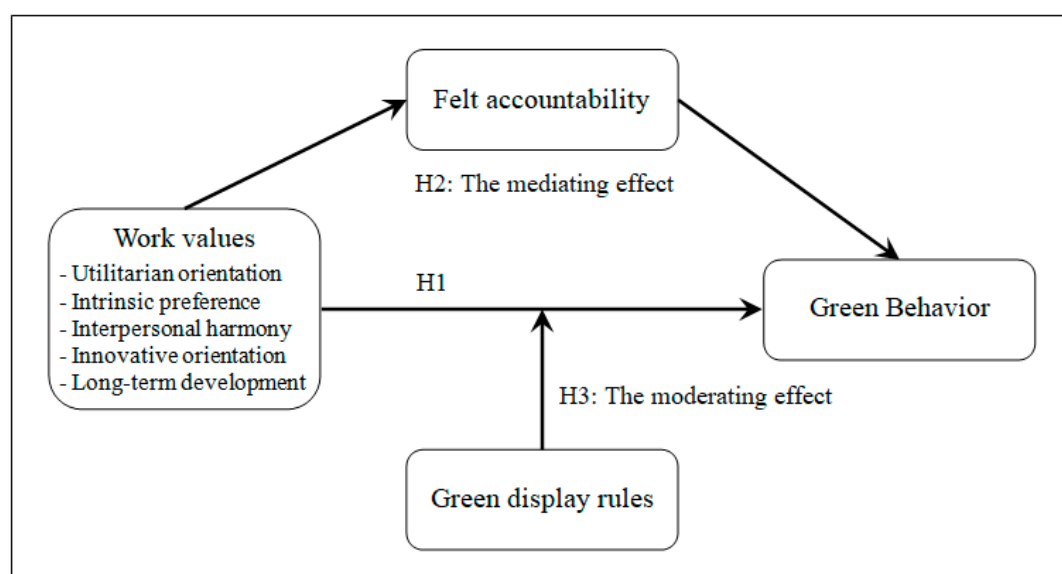 Felt accountability
H2: The mediating effect
Work values
- Utilitarian orientation
- Intrinsic preference
- Interpersonal harmony
- Innovative orientation
- Long-term development
H1
Green Behavior
H3: The moderating effect
Green display rules